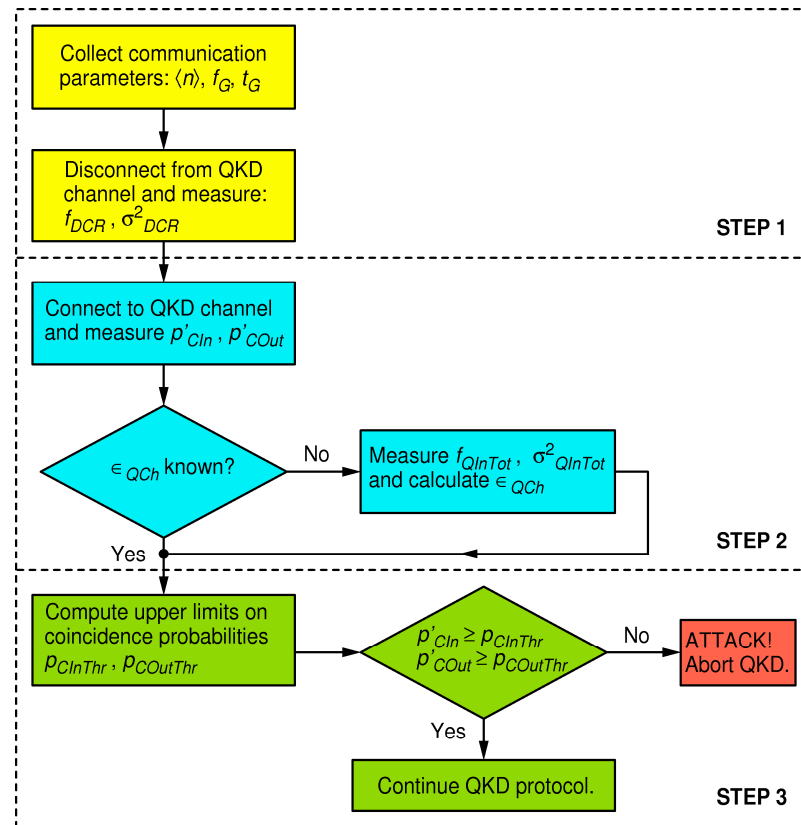 Collect communication
parameters: ⟨n⟩, f_G, t_G
Disconnect from QKD
channel and measure:
f_DCR , σ²_DCR
STEP 1
Connect to QKD channel
and measure p'_CIn , p'_COut
∈_QCh known?
No
Measure f_QInTot , σ²_QInTot
and calculate ∈_QCh
Yes
STEP 2
Compute upper limits on
coincidence probabilities
p_CInThr , p_COutThr
p'_CIn ≥ p_CInThr
p'_COut ≥ p_COutThr
No
ATTACK!
Abort QKD.
Yes
Continue QKD protocol.
STEP 3